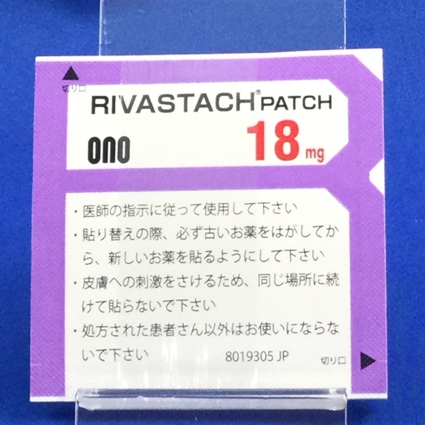 切り口
RIVASTACH® PATCH
ono 18 mg
・医師の指示に従って使用して下さい
・貼り替えの際、必ず古いお薬をはがしてか
ら、新しいお薬を貼るようにして下さい
・皮膚への刺激をさけるため、同じ場所に続
けて貼らないで下さい
・処方された患者さん以外はお使いにならな
いで下さい 8019305 JP 切り口